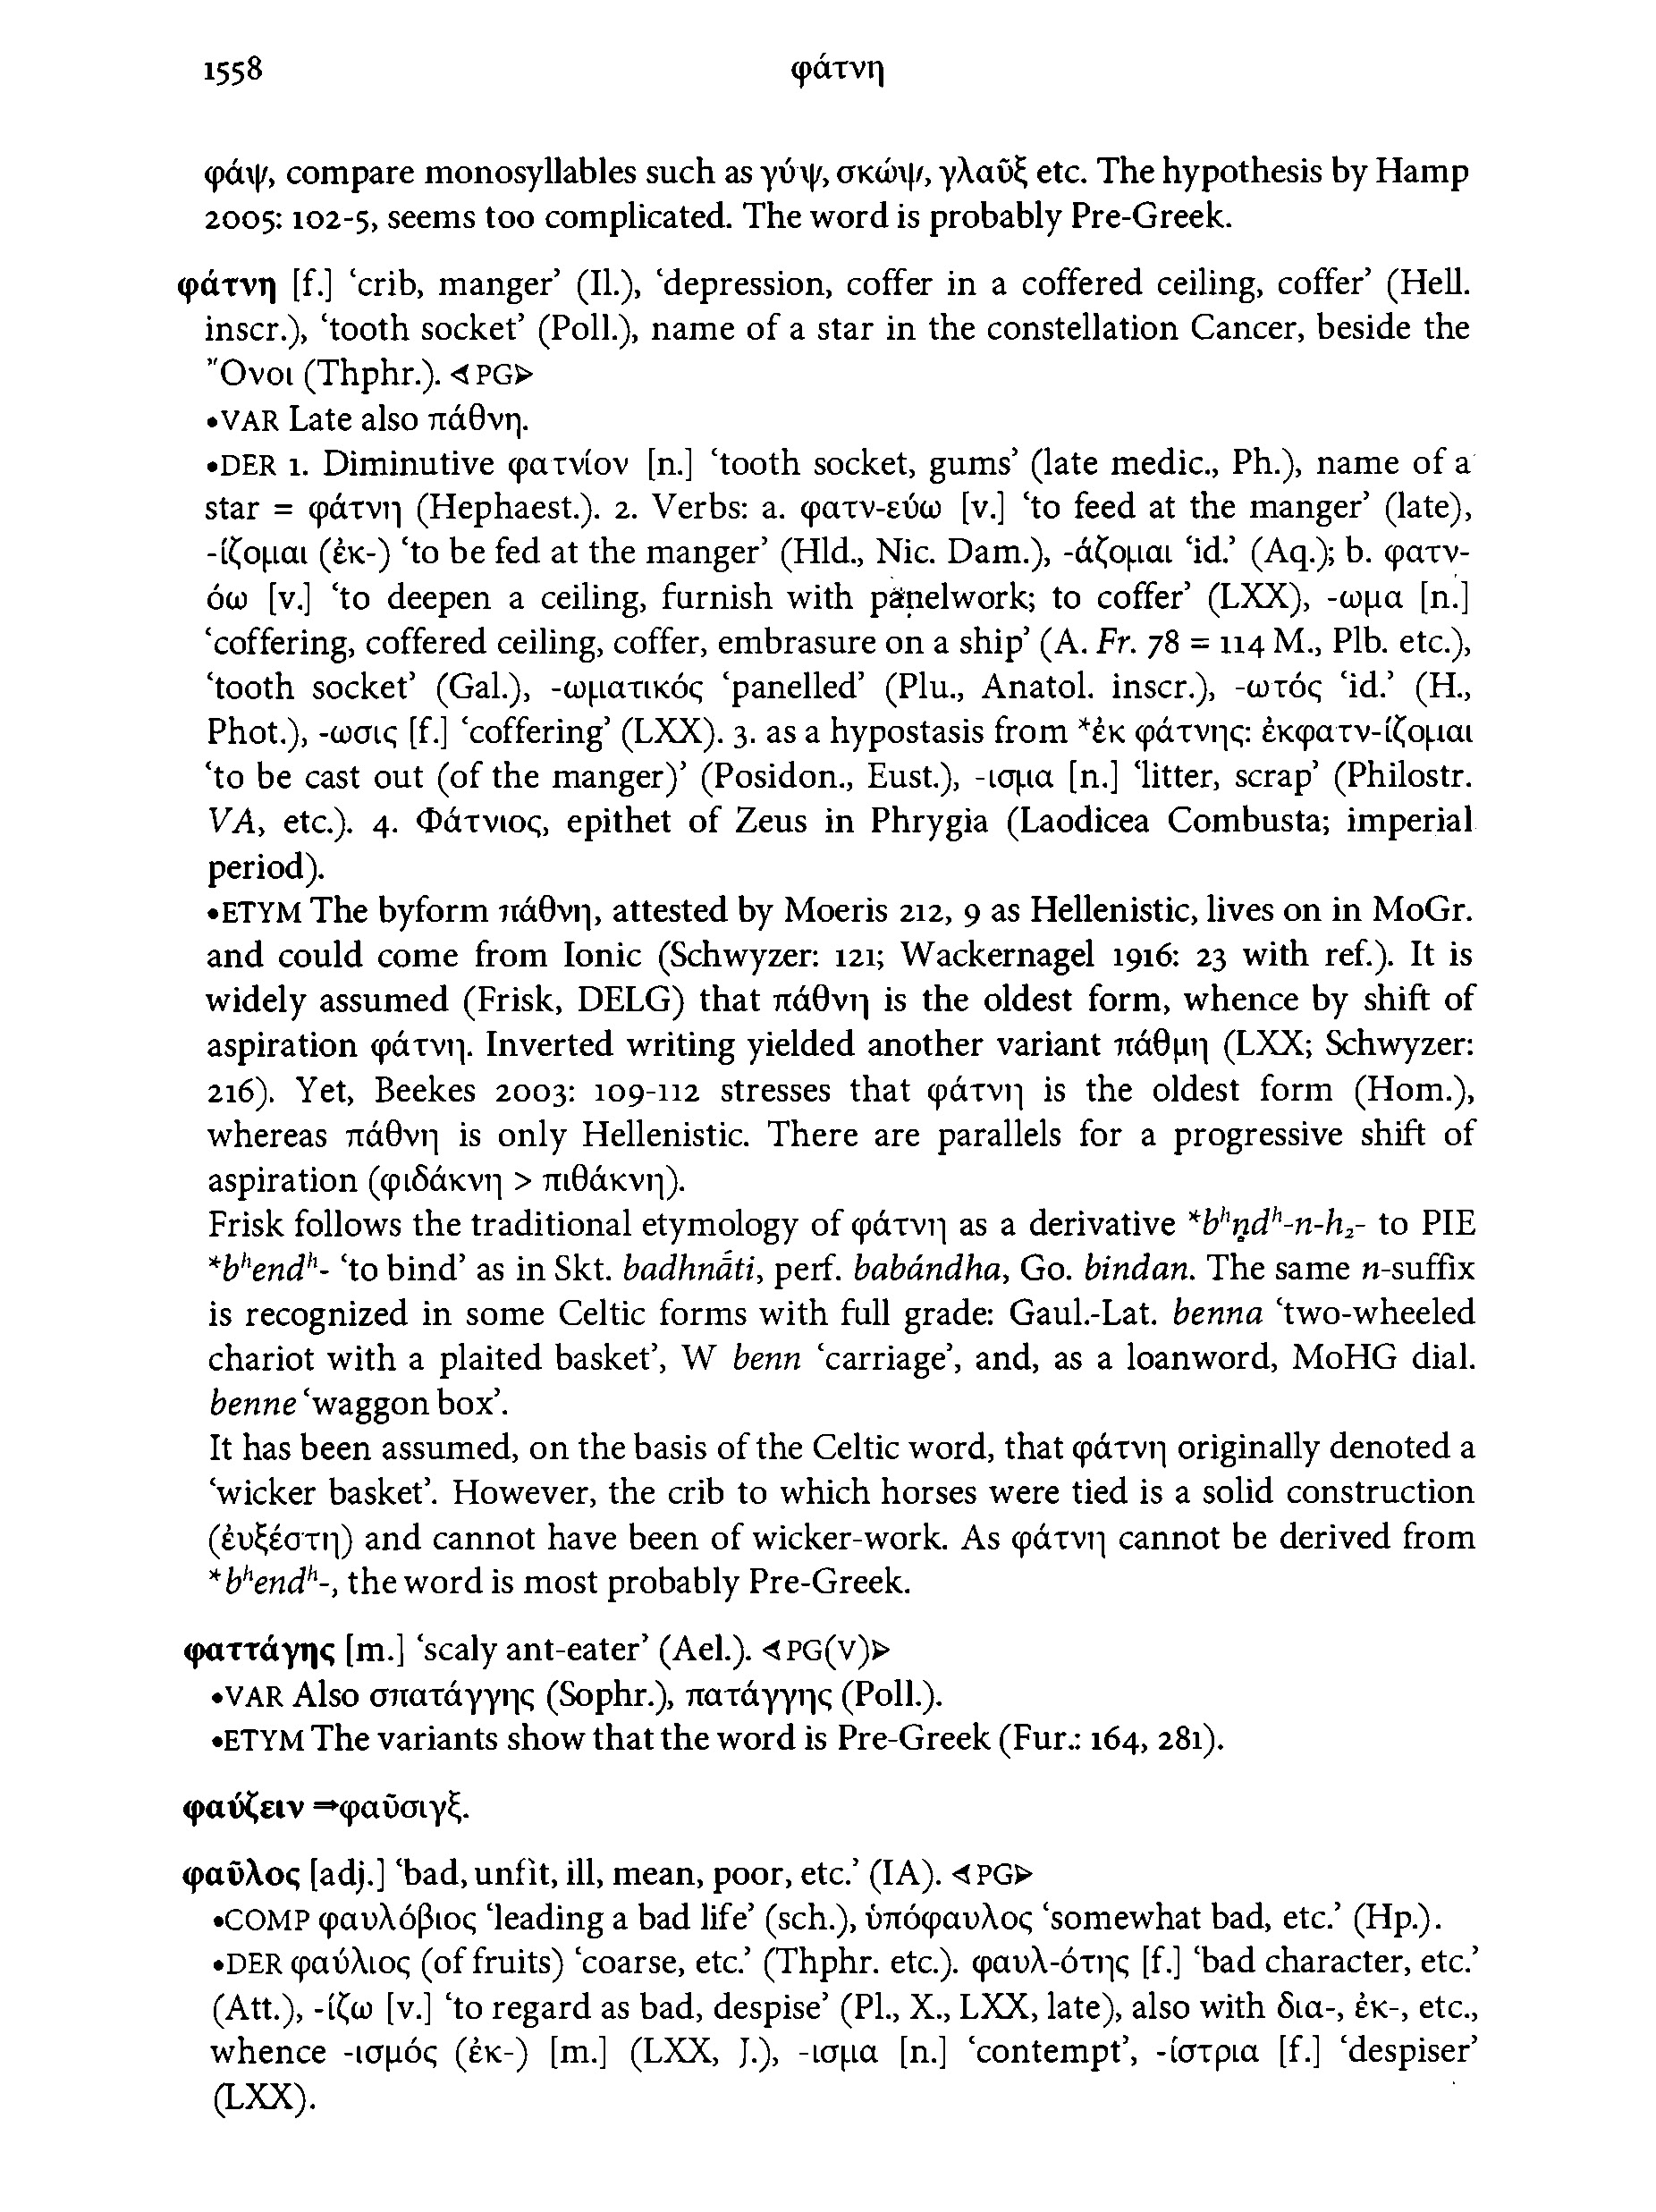 1558 φάτνη
φάψ, compare monosyllables such as γύψ, σκώψ, γλαῦξ etc. The hypothesis by Hamp
2005: 102-5, seems too complicated. The word is probably Pre-Greek.
φάτνη [f.] ‘crib, manger’ (Il.), ‘depression, coffer in a coffered ceiling, coffer’ (Hell.
inscr.), ‘tooth socket’ (Poll.), name of a star in the constellation Cancer, beside the
Ὄνοι (Thphr.). ⊲PG⊳
•VAR Late also πάθνη.
•DER 1. Diminutive φατνίον [n.] ‘tooth socket, gums’ (late medic., Ph.), name of a
star = φάτνη (Hephaest.). 2. Verbs: a. φατν-εύω [v.] ‘to feed at the manger’ (late),
-ίζομαι (ἐκ-) ‘to be fed at the manger’ (Hld., Nic. Dam.), -άζομαι ‘id.’ (Aq.); b. φατν-
όω [v.] ‘to deepen a ceiling, furnish with panelwork; to coffer’ (LXX), -ωμα [n.]
‘coffering, coffered ceiling, coffer, embrasure on a ship’ (A. Fr. 78 = 114 M., Plb. etc.),
‘tooth socket’ (Gal.), -ωματικός ‘panelled’ (Plu., Anatol. inscr.), -ωτός ‘id.’ (H.,
Phot.), -ωσις [f.] ‘coffering’ (LXX). 3. as a hypostasis from *ἐκ φάτνης: ἐκφατν-ίζομαι
‘to be cast out (of the manger)’ (Posidon., Eust.), -ισμα [n.] ‘litter, scrap’ (Philostr.
VA, etc.). 4. Φάτνιος, epithet of Zeus in Phrygia (Laodicea Combusta; imperial
period).
•ETYM The byform πάθνη, attested by Moeris 212, 9 as Hellenistic, lives on in MoGr.
and could come from Ionic (Schwyzer: 121; Wackernagel 1916: 23 with ref.). It is
widely assumed (Frisk, DELG) that πάθνη is the oldest form, whence by shift of
aspiration φάτνη. Inverted writing yielded another variant πάθμη (LXX; Schwyzer:
216). Yet, Beekes 2003: 109-112 stresses that φάτνη is the oldest form (Hom.),
whereas πάθνη is only Hellenistic. There are parallels for a progressive shift of
aspiration (φιδάκνη > πιθάκνη).
Frisk follows the traditional etymology of φάτνη as a derivative *bʰn̥dʰ-n-h₂- to PIE
*bʰendʰ- ‘to bind’ as in Skt. badhnā́ti, perf. babándha, Go. bindan. The same n-suffix
is recognized in some Celtic forms with full grade: Gaul.-Lat. benna ‘two-wheeled
chariot with a plaited basket’, W benn ‘carriage’, and, as a loanword, MoHG dial.
benne ‘waggon box’.
It has been assumed, on the basis of the Celtic word, that φάτνη originally denoted a
‘wicker basket’. However, the crib to which horses were tied is a solid construction
(ἐυξέστη) and cannot have been of wicker-work. As φάτνη cannot be derived from
*bʰendʰ-, the word is most probably Pre-Greek.
φαττάγης [m.] ‘scaly ant-eater’ (Ael.). ⊲PG(V)⊳
•VAR Also σπατάγγης (Sophr.), πατάγγης (Poll.).
•ETYM The variants show that the word is Pre-Greek (Fur.: 164, 281).
φαύζειν ⇒φαῦσιγξ.
φαῦλος [adj.] ‘bad, unfit, ill, mean, poor, etc.’ (IA). ⊲PG⊳
•COMP φαυλόβιος ‘leading a bad life’ (sch.), ὑπόφαυλος ‘somewhat bad, etc.’ (Hp.).
•DER φαύλιος (of fruits) ‘coarse, etc.’ (Thphr. etc.). φαυλ-ότης [f.] ‘bad character, etc.’
(Att.), -ίζω [v.] ‘to regard as bad, despise’ (Pl., X., LXX, late), also with δια-, ἐκ-, etc.,
whence -ισμός (ἐκ-) [m.] (LXX, J.), -ισμα [n.] ‘contempt’, -ίστρια [f.] ‘despiser’
(LXX).